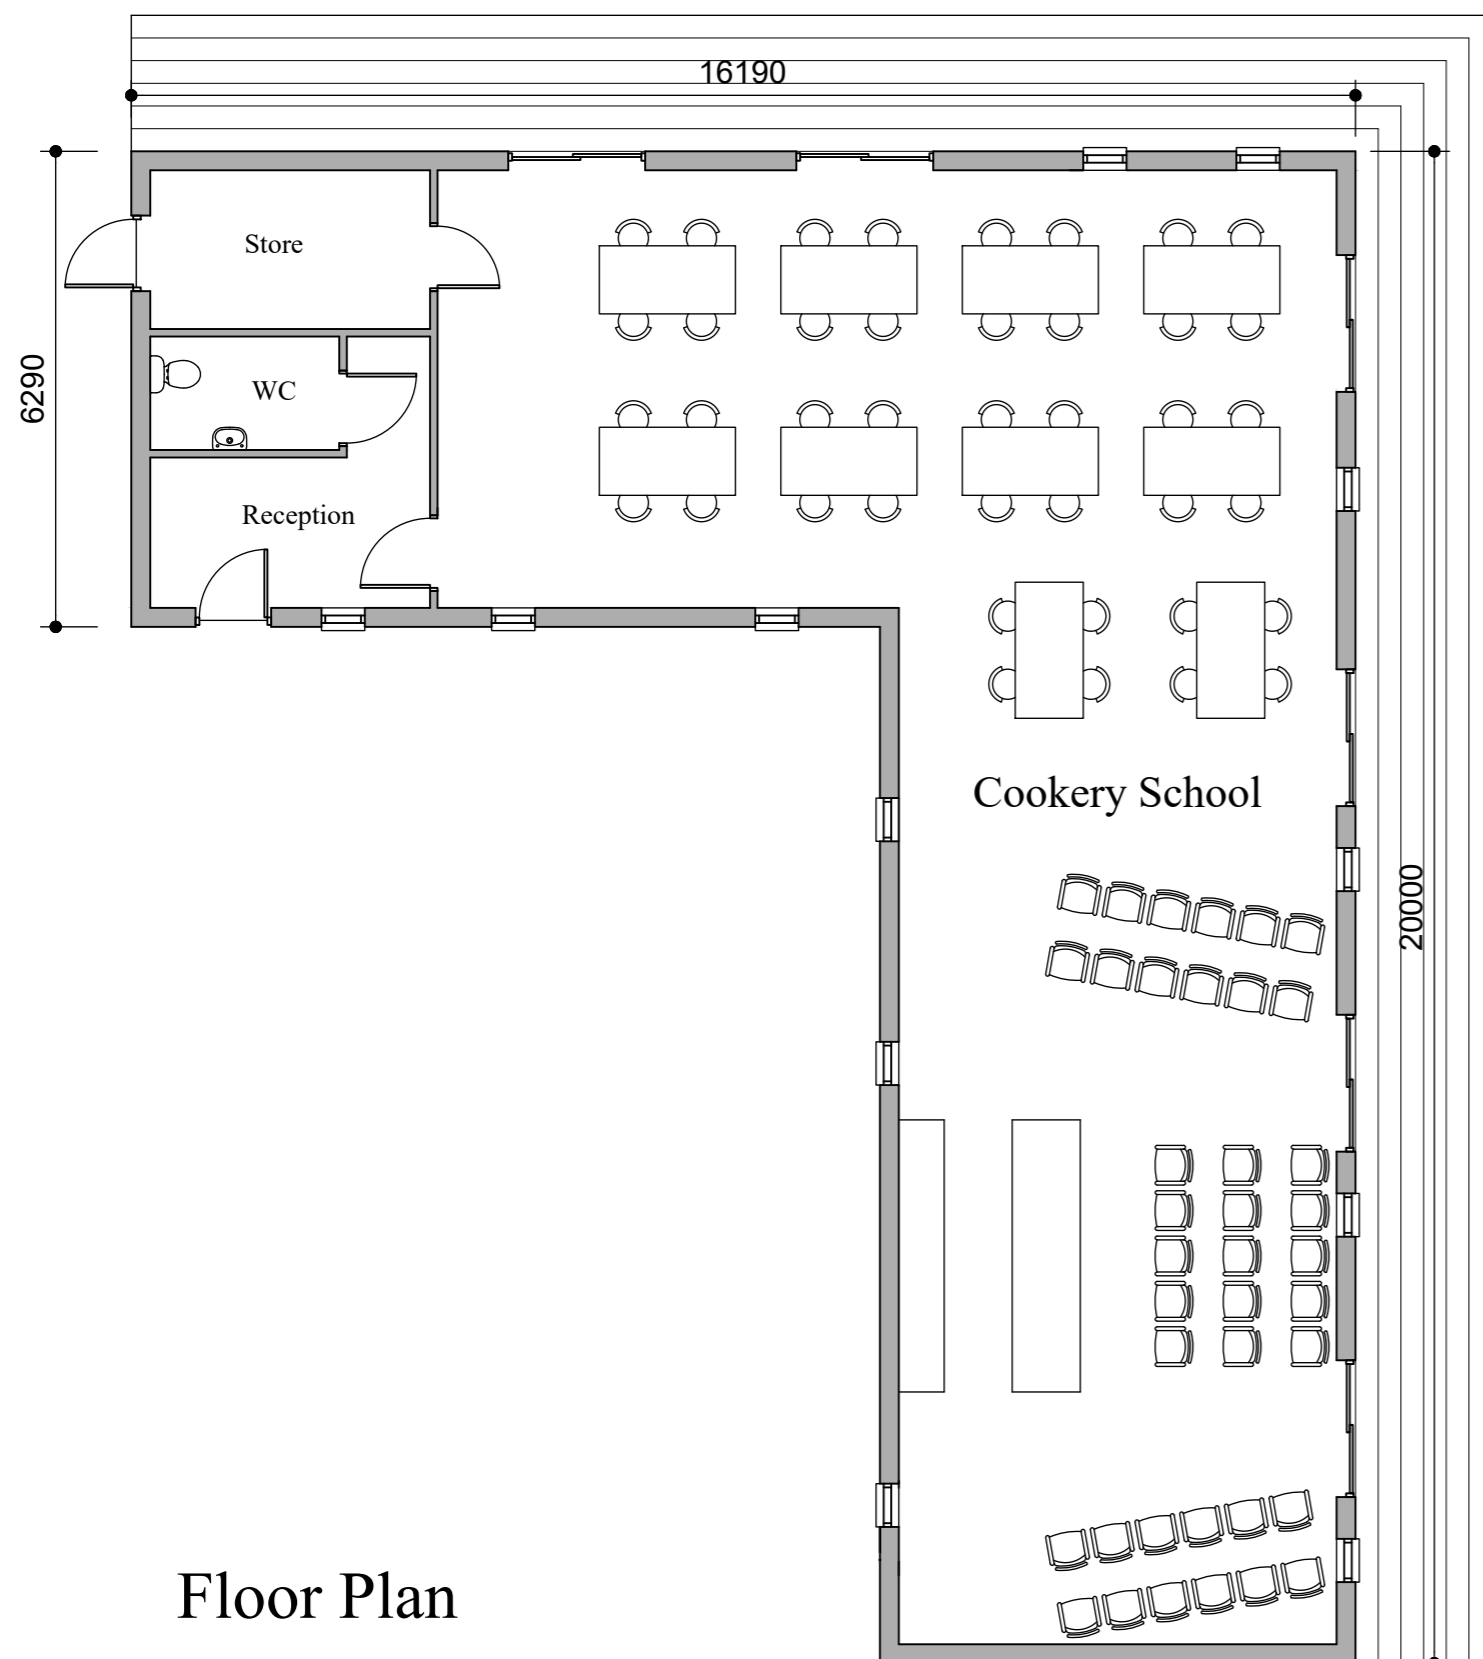 16190
Store
6290
WC
Reception
Cookery School
20000
Floor Plan